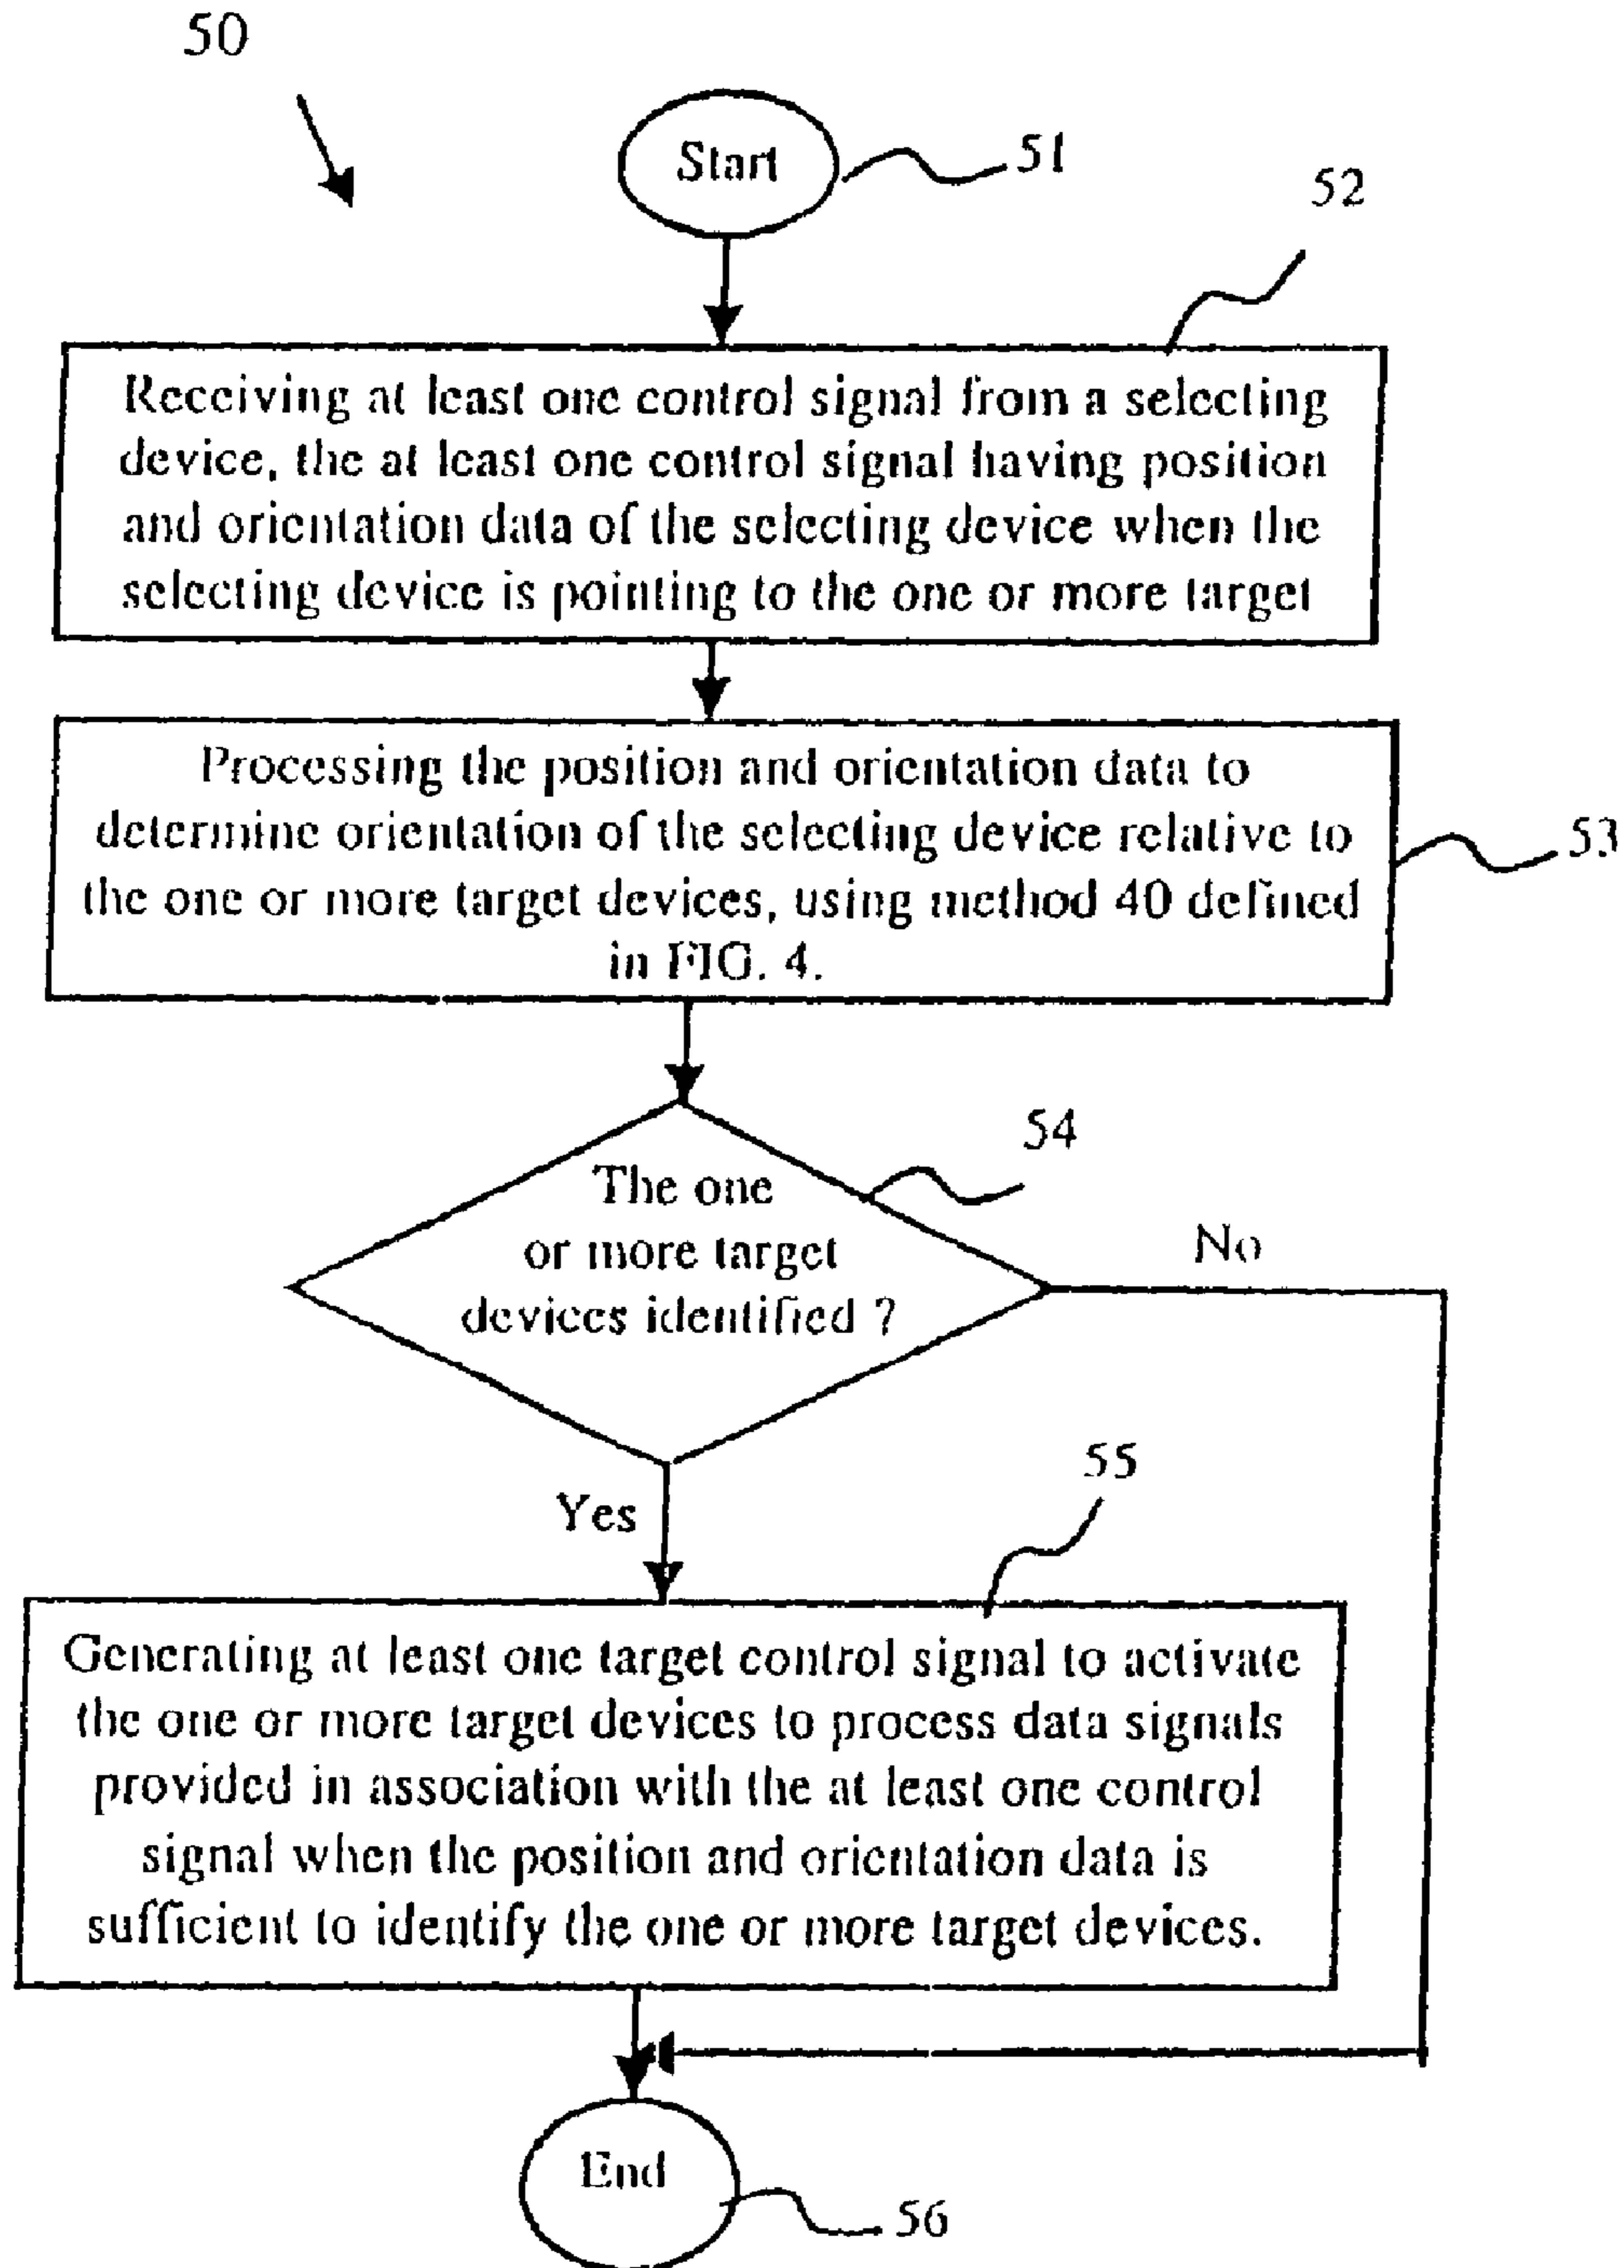 50
Start
51
52
Receiving at least one control signal from a selecting
device, the at least one control signal having position
and orientation data of the selecting device when the
selecting device is pointing to the one or more target
Processing the position and orientation data to
determine orientation of the selecting device relative to
the one or more target devices, using method 40 defined
in FIG. 4.
53
54
The one
or more target
devices identified ?
No
Yes
55
Generating at least one target control signal to activate
the one or more target devices to process data signals
provided in association with the at least one control
signal when the position and orientation data is
sufficient to identify the one or more target devices.
End
56